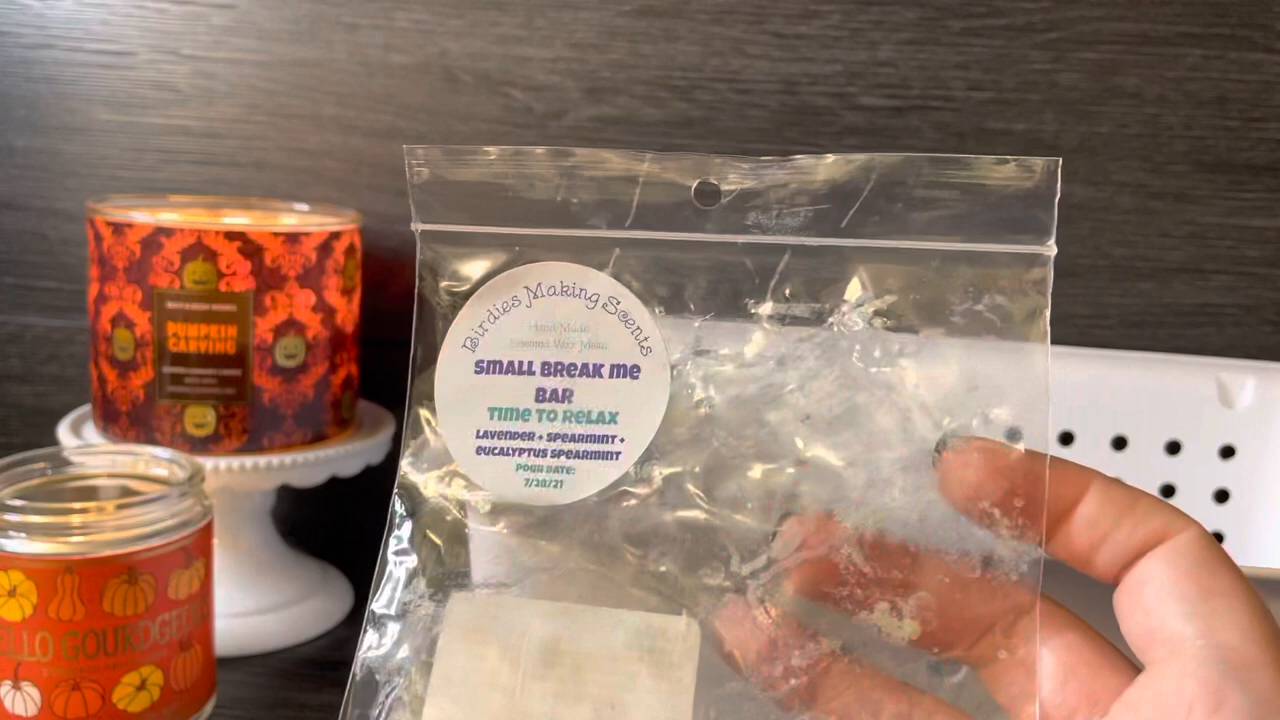 Birdies Making Scents
Hand Made
Scented Wax Melts
SMALL BREAK ME
BAR
TIME TO RELAX
LAVENDER + SPEARMINT +
EUCALYPTUS SPEARMINT
POUR DATE:
7/28/21
PUMPKIN
CARVING
HELLO